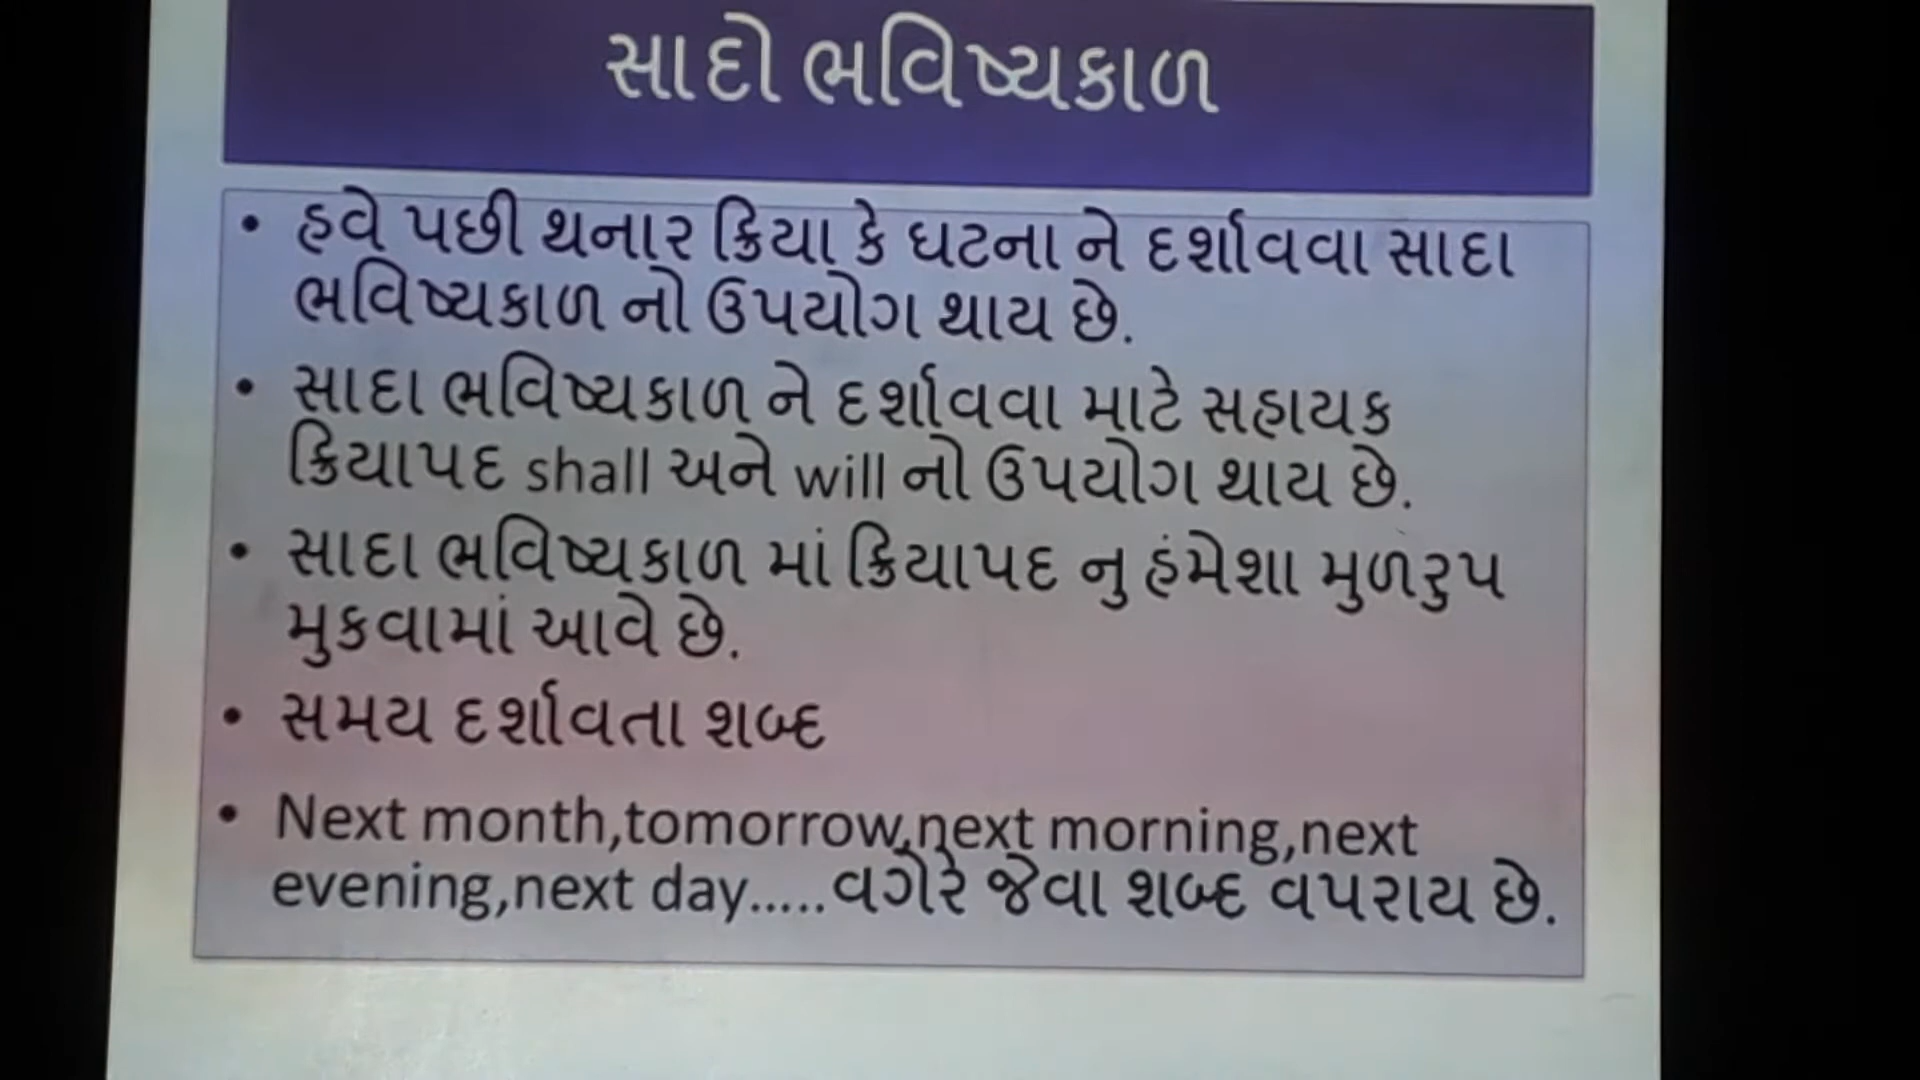 સાદો ભવિષ્યકાળ
• હવે પછી થનાર ક્રિયા કે ઘટના ને દર્શાવવા સાદા
ભવિષ્યકાળ નો ઉપયોગ થાય છે.
• સાદા ભવિષ્યકાળ ને દર્શાવવા માટે સહાયક
ક્રિયાપદ shall અને will નો ઉપયોગ થાય છે.
• સાદા ભવિષ્યકાળ માં ક્રિયાપદ નુ હંમેશા મુળરુપ
મુકવામાં આવે છે.
• સમય દર્શાવતા શબ્દ
• Next month,tomorrow,next morning,next
evening,next day.....વગેરે જેવા શબ્દ વપરાય છે.